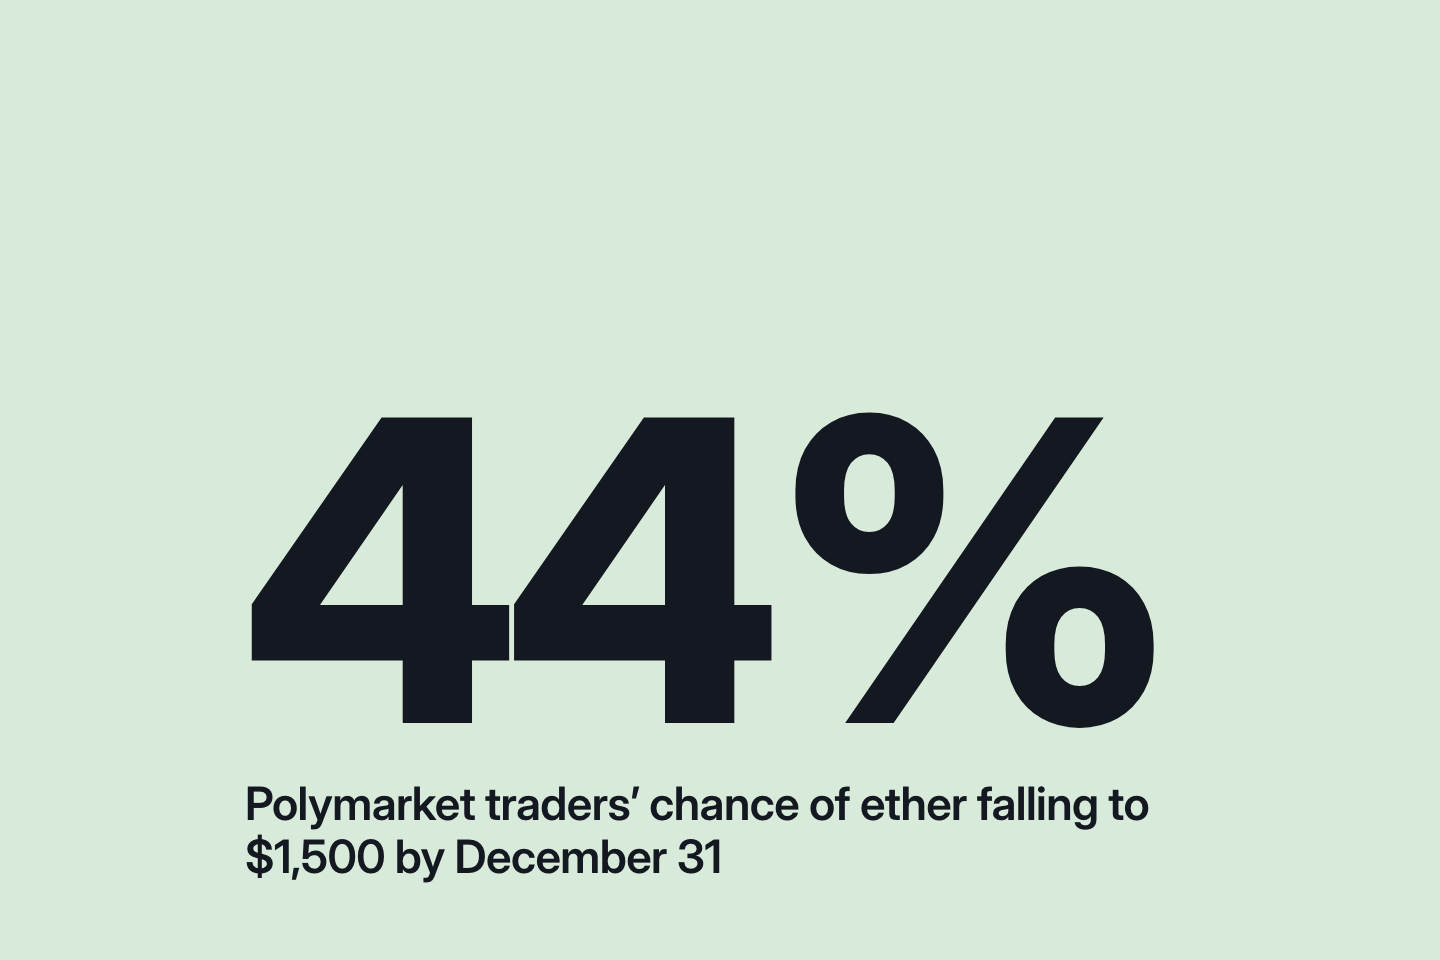 44%
Polymarket traders’ chance of ether falling to
$1,500 by December 31